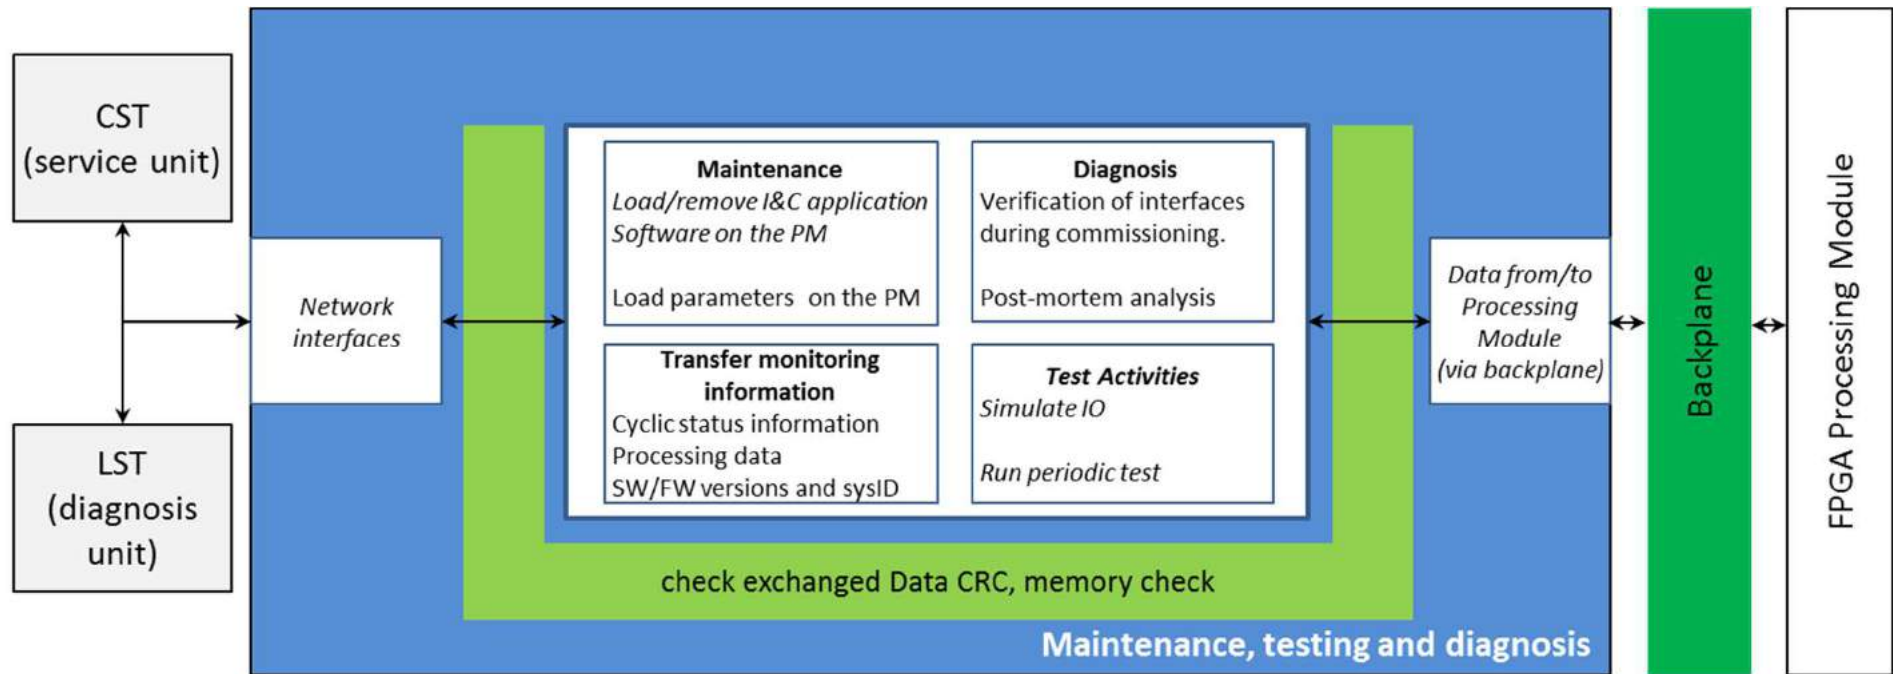 CST
(service unit)
LST
(diagnosis
unit)
Network
interfaces
Maintenance
Load/remove I&C application
Software on the PM
Load parameters on the PM
Diagnosis
Verification of interfaces
during commissioning.
Post-mortem analysis
Transfer monitoring
information
Cyclic status information
Processing data
SW/FW versions and sysID
Test Activities
Simulate IO
Run periodic test
check exchanged Data CRC, memory check
Maintenance, testing and diagnosis
Data from/to
Processing
Module
(via backplane)
Backplane
FPGA Processing Module